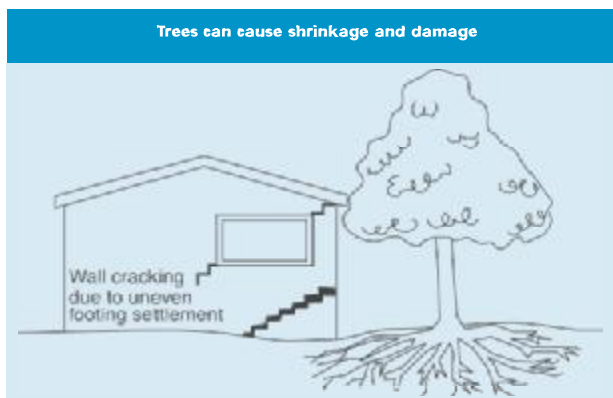 Trees can cause shrinkage and damage
Wall cracking
due to uneven
footing settlement